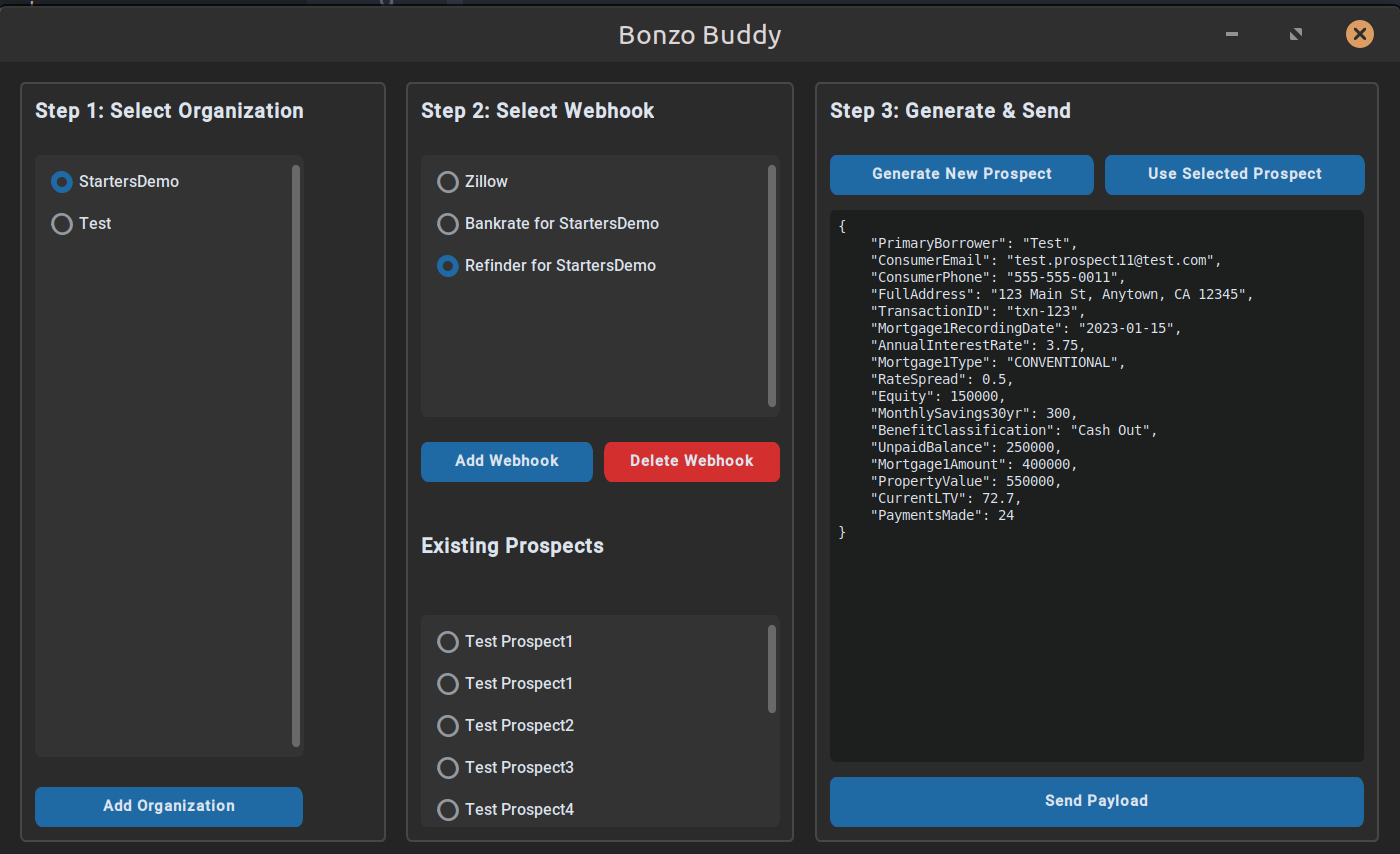 Bonzo Buddy
Step 1: Select Organization
StartersDemo
Test
Add Organization
Step 2: Select Webhook
Zillow
Bankrate for StartersDemo
Refinder for StartersDemo
Add Webhook
Delete Webhook
Existing Prospects
Test Prospect1
Test Prospect1
Test Prospect2
Test Prospect3
Test Prospect4
Step 3: Generate & Send
Generate New Prospect
Use Selected Prospect
{
    "PrimaryBorrower": "Test",
    "ConsumerEmail": "test.prospect11@test.com",
    "ConsumerPhone": "555-555-0011",
    "FullAddress": "123 Main St, Anytown, CA 12345",
    "TransactionID": "txn-123",
    "Mortgage1RecordingDate": "2023-01-15",
    "AnnualInterestRate": 3.75,
    "Mortgage1Type": "CONVENTIONAL",
    "RateSpread": 0.5,
    "Equity": 150000,
    "MonthlySavings30yr": 300,
    "BenefitClassification": "Cash Out",
    "UnpaidBalance": 250000,
    "Mortgage1Amount": 400000,
    "PropertyValue": 550000,
    "CurrentLTV": 72.7,
    "PaymentsMade": 24
}
Send Payload